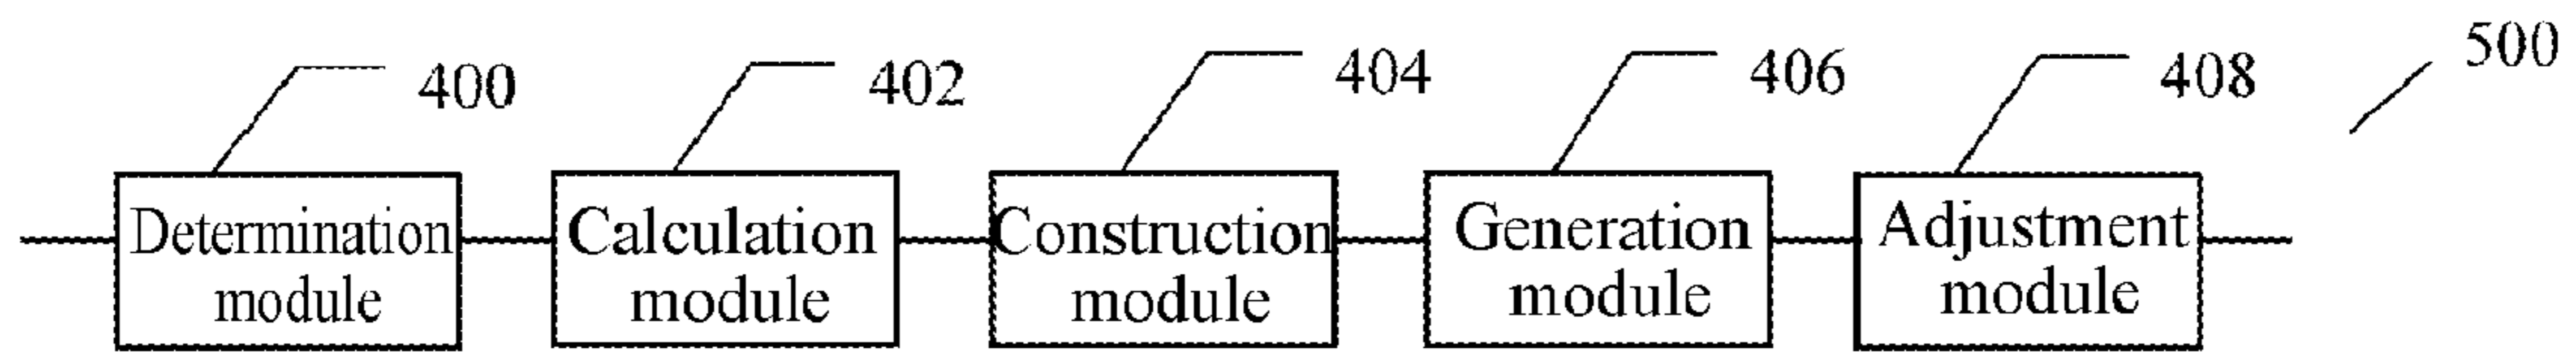 400
402
404
406
408
500
Determination
module
Calculation
module
Construction
module
Generation
module
Adjustment
module